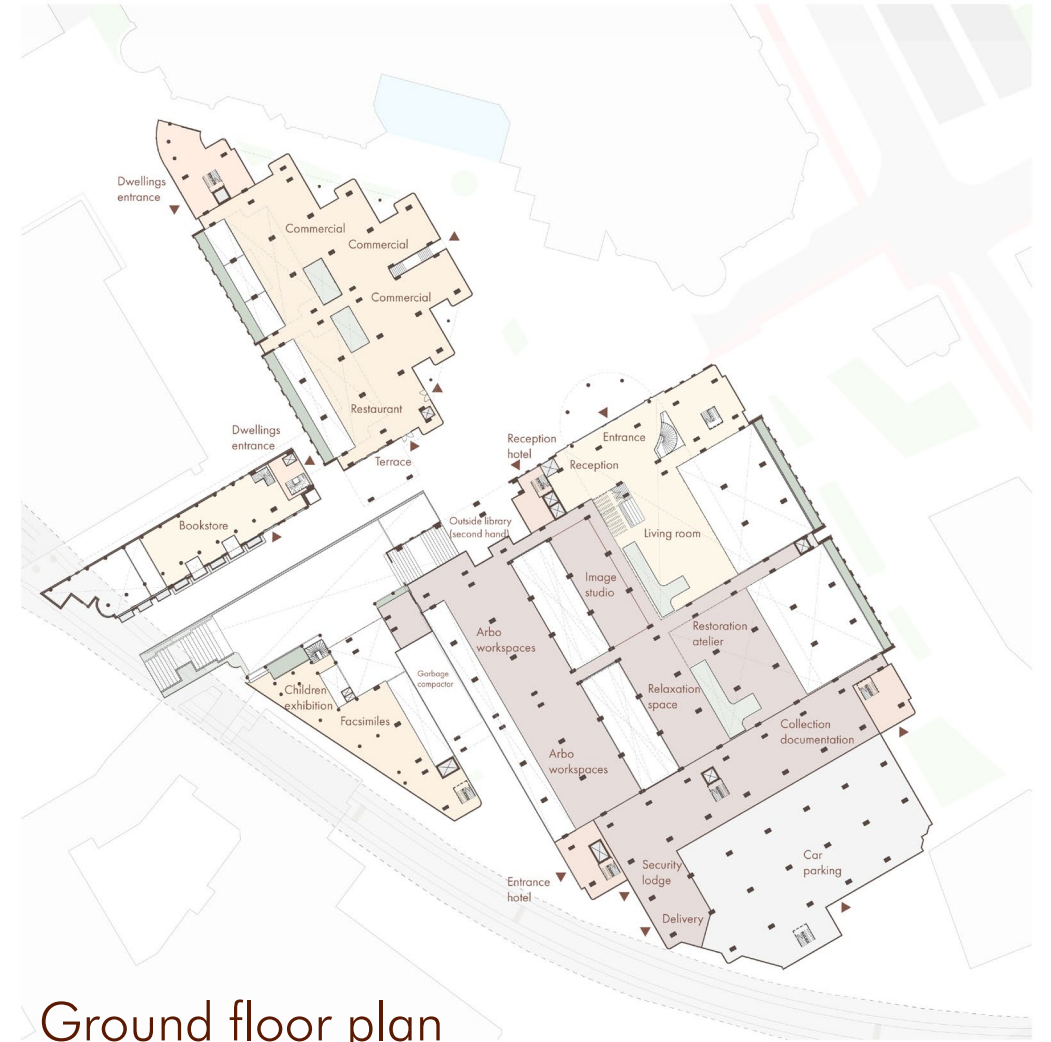 Dwellings
entrance
Commercial
Commercial
Commercial
Restaurant
Dwellings
entrance
Terrace
Reception
hotel
Entrance
Reception
Bookstore
Outside library
(second hand)
Living room
Image
studio
Arbo
workspaces
Restoration
atelier
Garbage
compactor
Children
exhibition
Facsimiles
Relaxation
space
Collection
documentation
Arbo
workspaces
Security
lodge
Car
parking
Entrance
hotel
Delivery
Ground floor plan